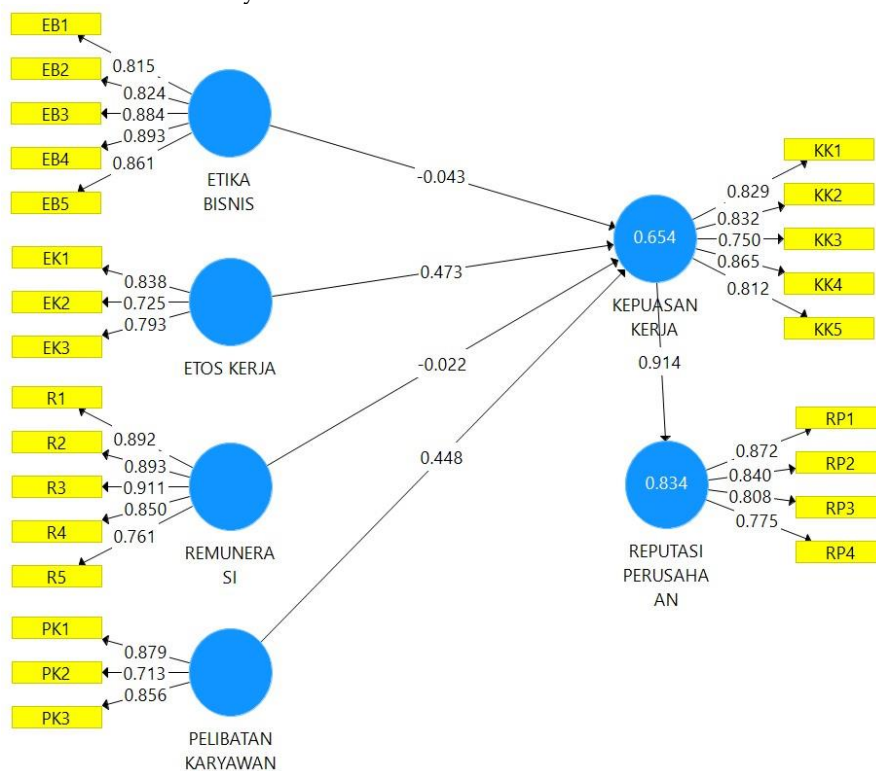 EB1
EB2
EB3
EB4
EB5
0.815
0.824
0.884
0.893
0.861
ETIKA
BISNIS
-0.043
EK1
EK2
EK3
0.838
0.725
0.793
ETOS KERJA
0.473
R1
R2
R3
R4
R5
0.892
0.893
0.911
0.850
0.761
REMUNERA
SI
-0.022
PK1
PK2
PK3
0.879
0.713
0.856
PELIBATAN
KARYAWAN
0.448
0.654
KEPUASAN
KERJA
0.829
0.832
0.750
0.865
0.812
KK1
KK2
KK3
KK4
KK5
0.914
0.834
REPUTASI
PERUSAHA
AN
0.872
0.840
0.808
0.775
RP1
RP2
RP3
RP4